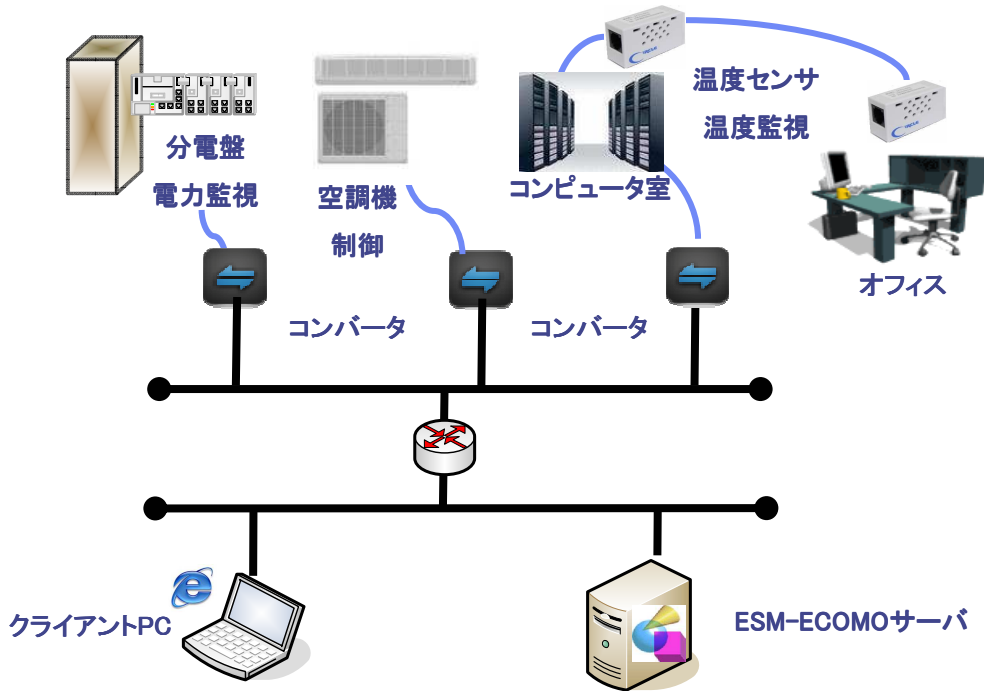 温度センサ
温度監視
分電盤
電力監視
空調機
制御
コンピュータ室
オフィス
コンバータ
コンバータ
クライアントPC
ESM-ECOMOサーバ